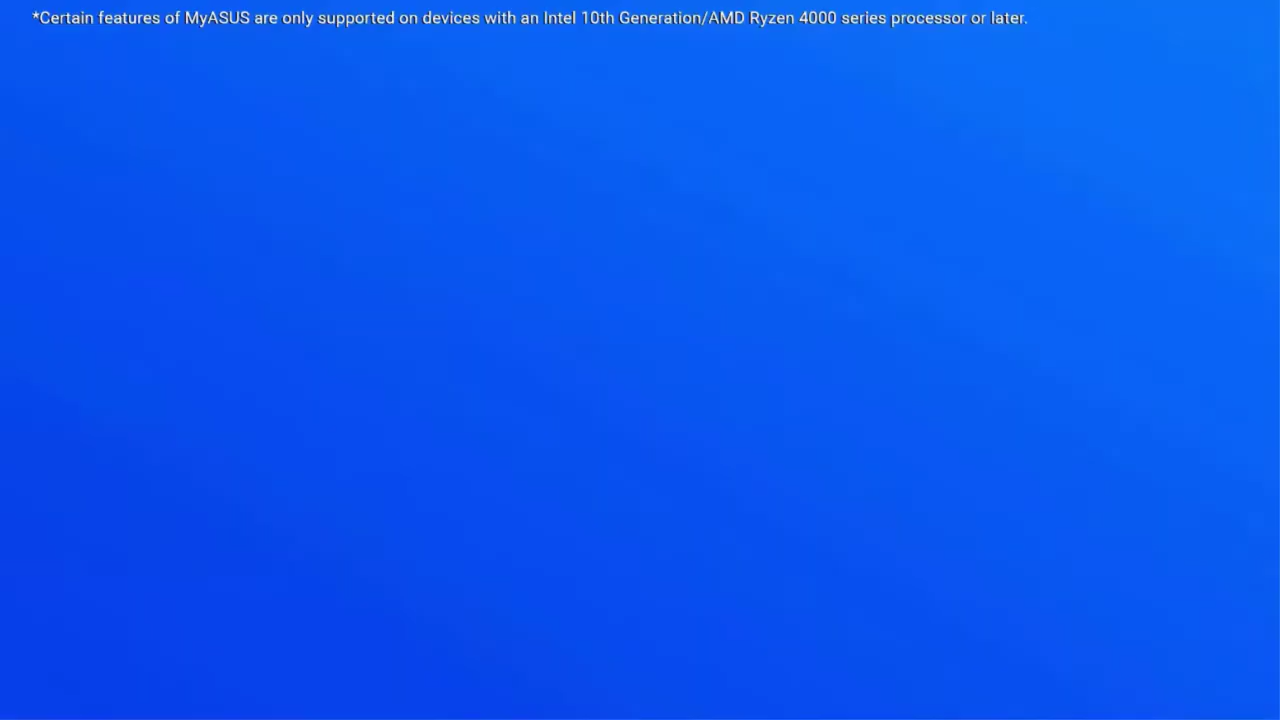 *Certain features of MyASUS are only supported on devices with an Intel 10th Generation/AMD Ryzen 4000 series processor or later.